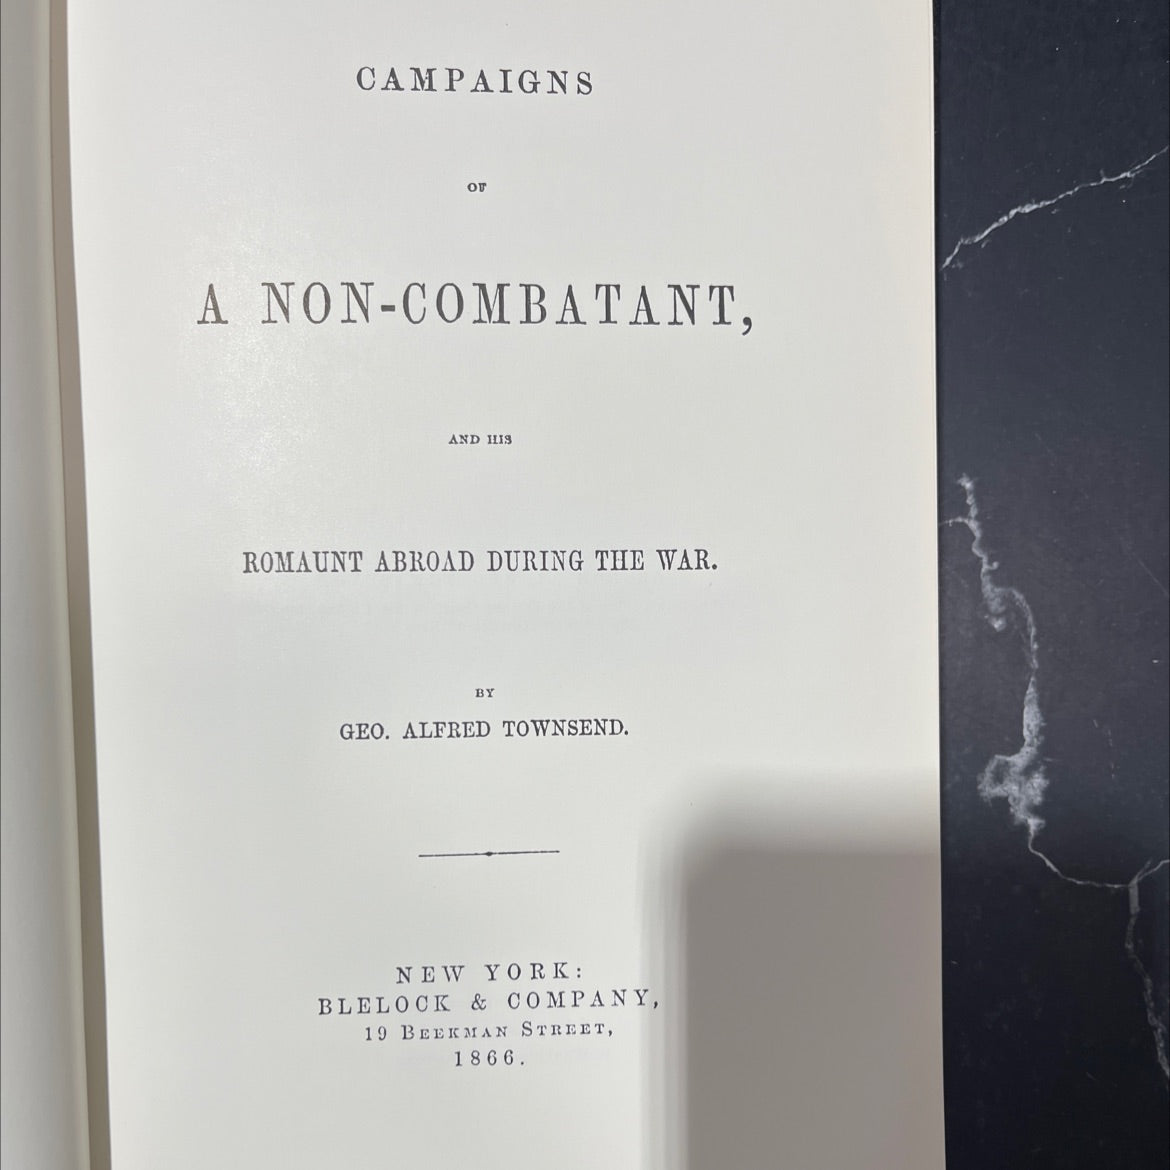 CAMPAIGNS
OF
A NON-COMBATANT,
AND HIS
ROMAUNT ABROAD DURING THE WAR.
BY
GEO. ALFRED TOWNSEND.
NEW YORK:
BLELOCK & COMPANY,
19 BEEKMAN STREET,
1866.